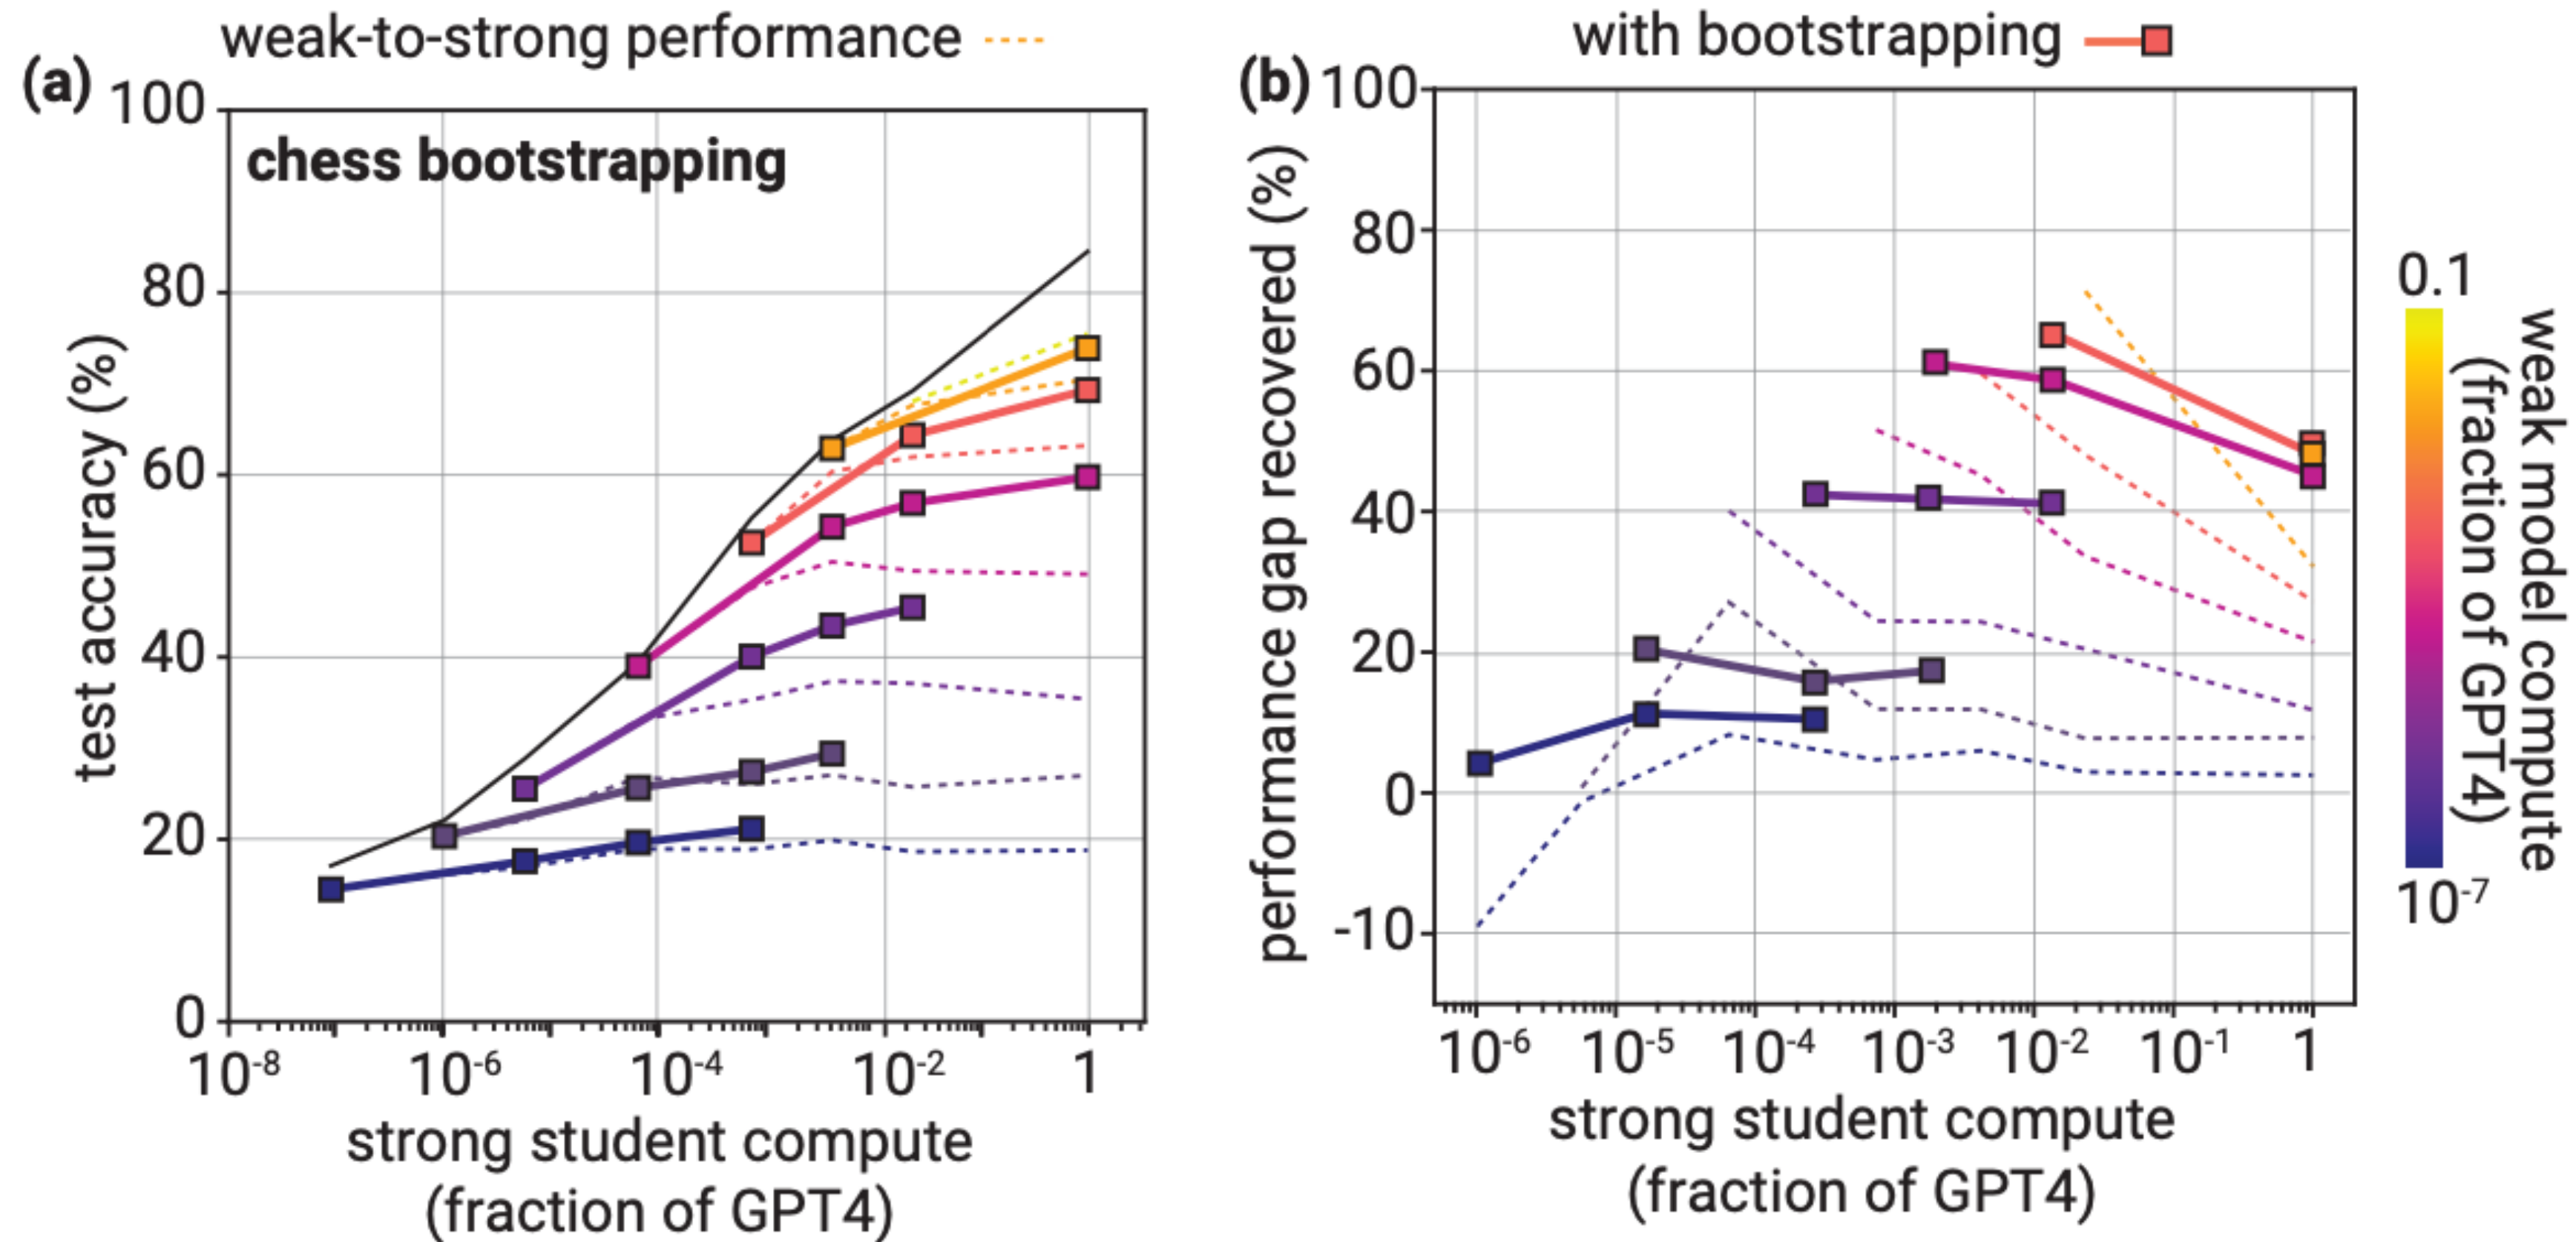 weak-to-strong performance
with bootstrapping
(a)
100
80
60
40
20
0
test accuracy (%)
chess bootstrapping
10⁻⁸ 10⁻⁶ 10⁻⁴ 10⁻² 1
strong student compute
(fraction of GPT4)
(b)
100
80
60
40
20
0
-10
performance gap recovered (%)
10⁻⁶ 10⁻⁵ 10⁻⁴ 10⁻³ 10⁻² 10⁻¹ 1
strong student compute
(fraction of GPT4)
0.1
10⁻⁷
weak model compute
(fraction of GPT4)